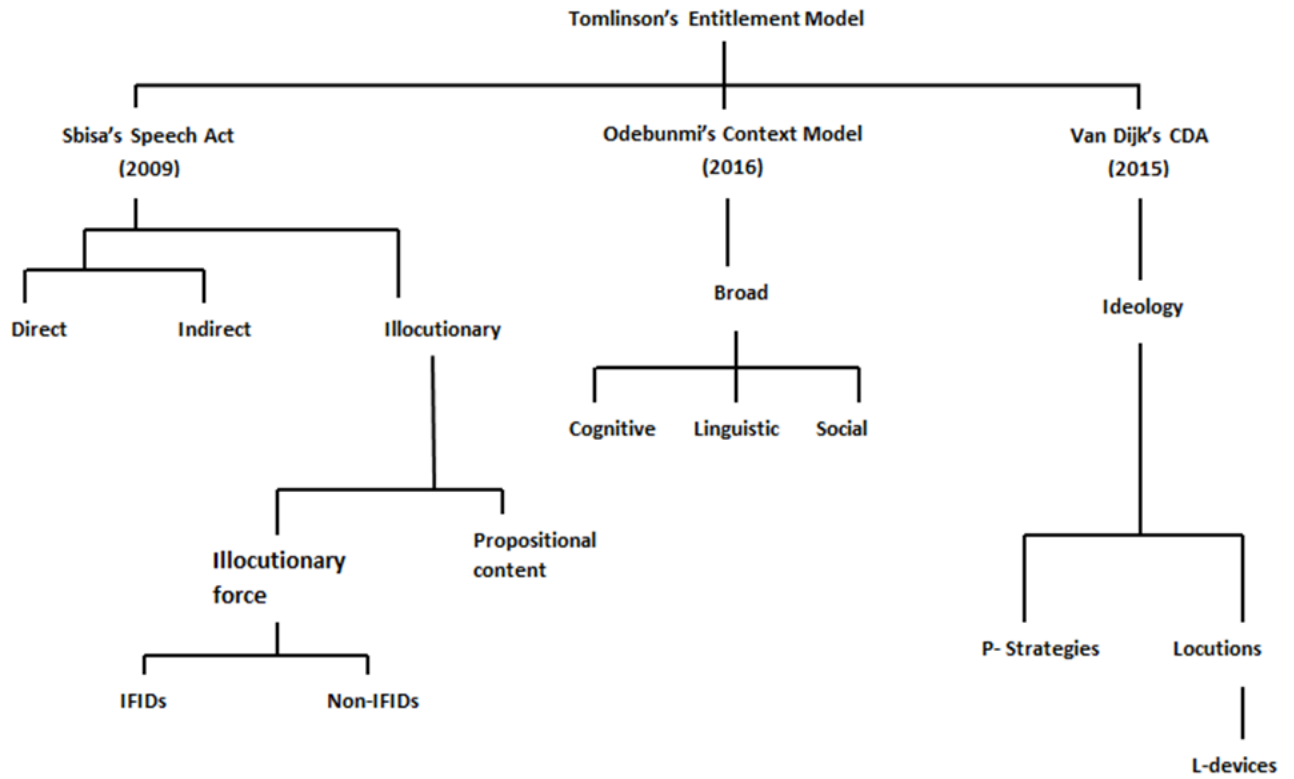 Tomlinson's Entitlement Model
Sbisa's Speech Act
(2009)
Odebunmi's Context Model
(2016)
Van Dijk's CDA
(2015)
Broad
Ideology
Direct
Indirect
Illocutionary
Cognitive
Linguistic
Social
Illocutionary
force
Propositional
content
P- Strategies
Locutions
IFIDs
Non-IFIDs
L-devices